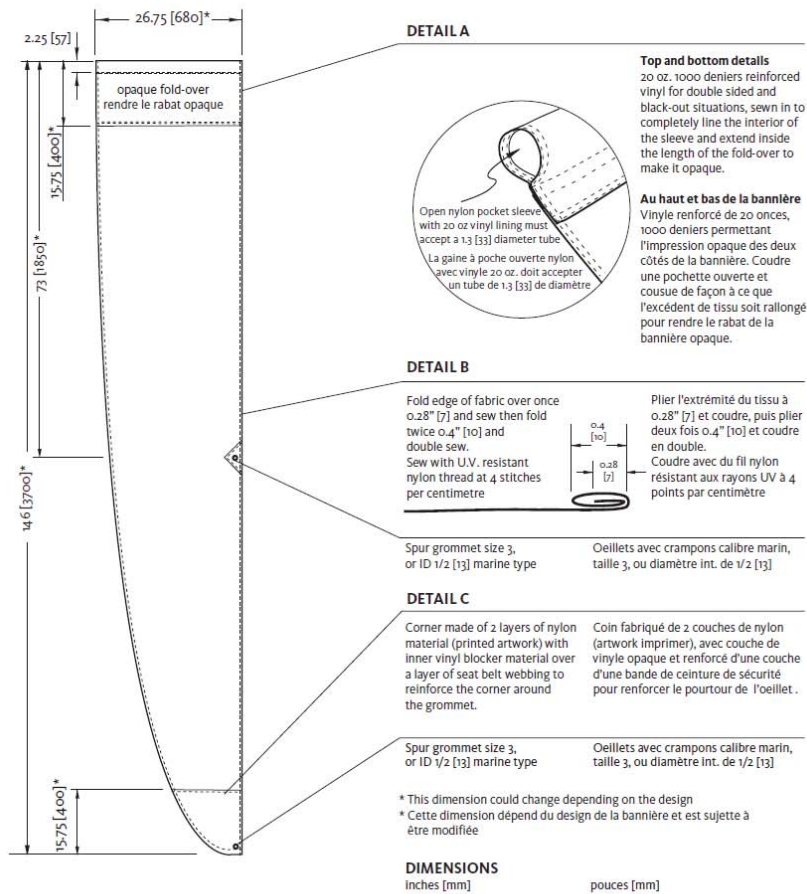 26.75 [680]*
2.25 [57]
opaque fold-over
rendre le rabat opaque
15.75 [400]*
73 [1850]*
146 [3700]*
15.75 [400]*
DETAIL A
Top and bottom details
20 oz. 1000 deniers reinforced
vinyl for double sided and
black-out situations, sewn in to
completely line the interior of
the sleeve and extend inside
the length of the fold-over to
make it opaque.
Au haut et bas de la bannière
Vinyle renforcé de 20 onces,
1000 deniers permettant
l'impression opaque des deux
côtés de la bannière. Coudre
une pochette ouverte et
cousue de façon à ce que
l'excédent de tissu soit rallongé
pour rendre le rabat de la
bannière opaque.
Open nylon pocket sleeve
with 20 oz vinyl lining must
accept a 1.3 [33] diameter tube
La gaine à poche ouverte nylon
avec vinyle 20 oz. doit accepter
un tube de 1.3 [33] de diamètre
DETAIL B
Fold edge of fabric over once
0.28" [7] and sew then fold
twice 0.4" [10] and
double sew.
Sew with U.V. resistant
nylon thread at 4 stitches
per centimetre
0.4
[10]
0.28
[7]
Plier l'extrémité du tissu à
0.28" [7] et coudre, puis plier
deux fois 0.4" [10] et coudre
en double.
Coudre avec du fil nylon
résistant aux rayons UV à 4
points par centimètre
Spur grommet size 3,
or ID 1/2 [13] marine type
Oeillets avec crampons calibre marin,
taille 3, ou diamètre int. de 1/2 [13]
DETAIL C
Corner made of 2 layers of nylon
material (printed artwork) with
inner vinyl blocker material over
a layer of seat belt webbing to
reinforce the corner around
the grommet.
Coin fabriqué de 2 couches de nylon
(artwork imprimer), avec couche de
vinyle opaque et renforcé d'une couche
d'une bande de ceinture de sécurité
pour renforcer le pourtour de l'oeillet .
Spur grommet size 3,
or ID 1/2 [13] marine type
Oeillets avec crampons calibre marin,
taille 3, ou diamètre int. de 1/2 [13]
* This dimension could change depending on the design
* Cette dimension dépend du design de la bannière et est sujette à
être modifiée
DIMENSIONS
inches [mm]
pouces [mm]